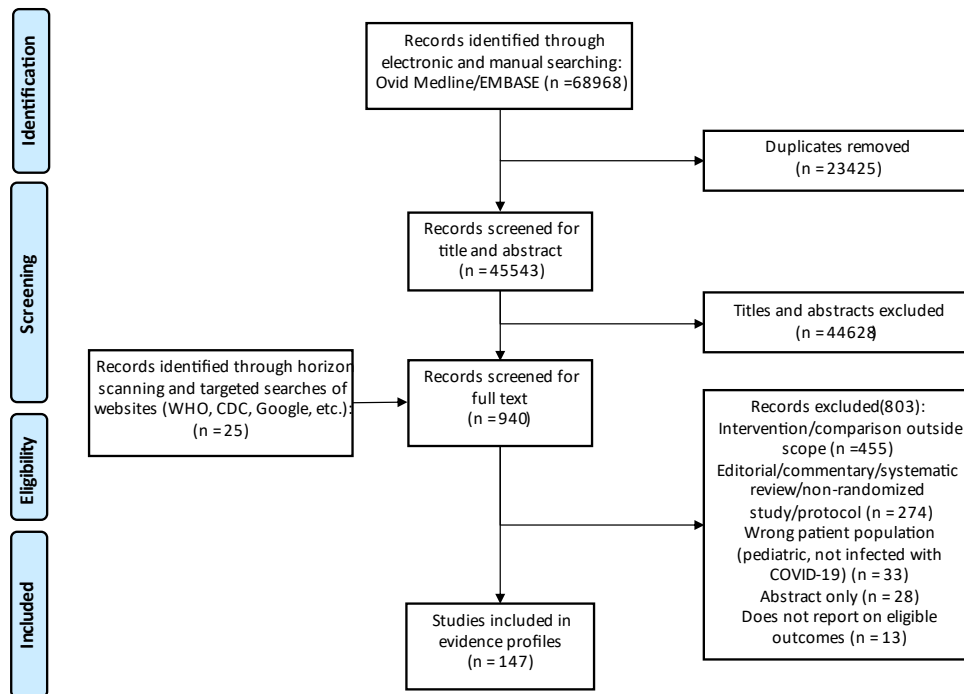 Identification
Records identified through
electronic and manual searching:
Ovid Medline/EMBASE (n =68968)
Duplicates removed
(n = 23425)
Screening
Records screened for
title and abstract
(n = 45543)
Titles and abstracts excluded
(n = 44628)
Records identified through horizon
scanning and targeted searches of
websites (WHO, CDC, Google, etc.):
(n = 25)
Records screened for
full text
(n = 940)
Eligibility
Records excluded(803):
Intervention/comparison outside
scope (n =455)
Editorial/commentary/systematic
review/non-randomized
study/protocol (n = 274)
Wrong patient population
(pediatric, not infected with
COVID-19) (n = 33)
Abstract only (n = 28)
Does not report on eligible
outcomes (n = 13)
Included
Studies included in
evidence profiles
(n = 147)